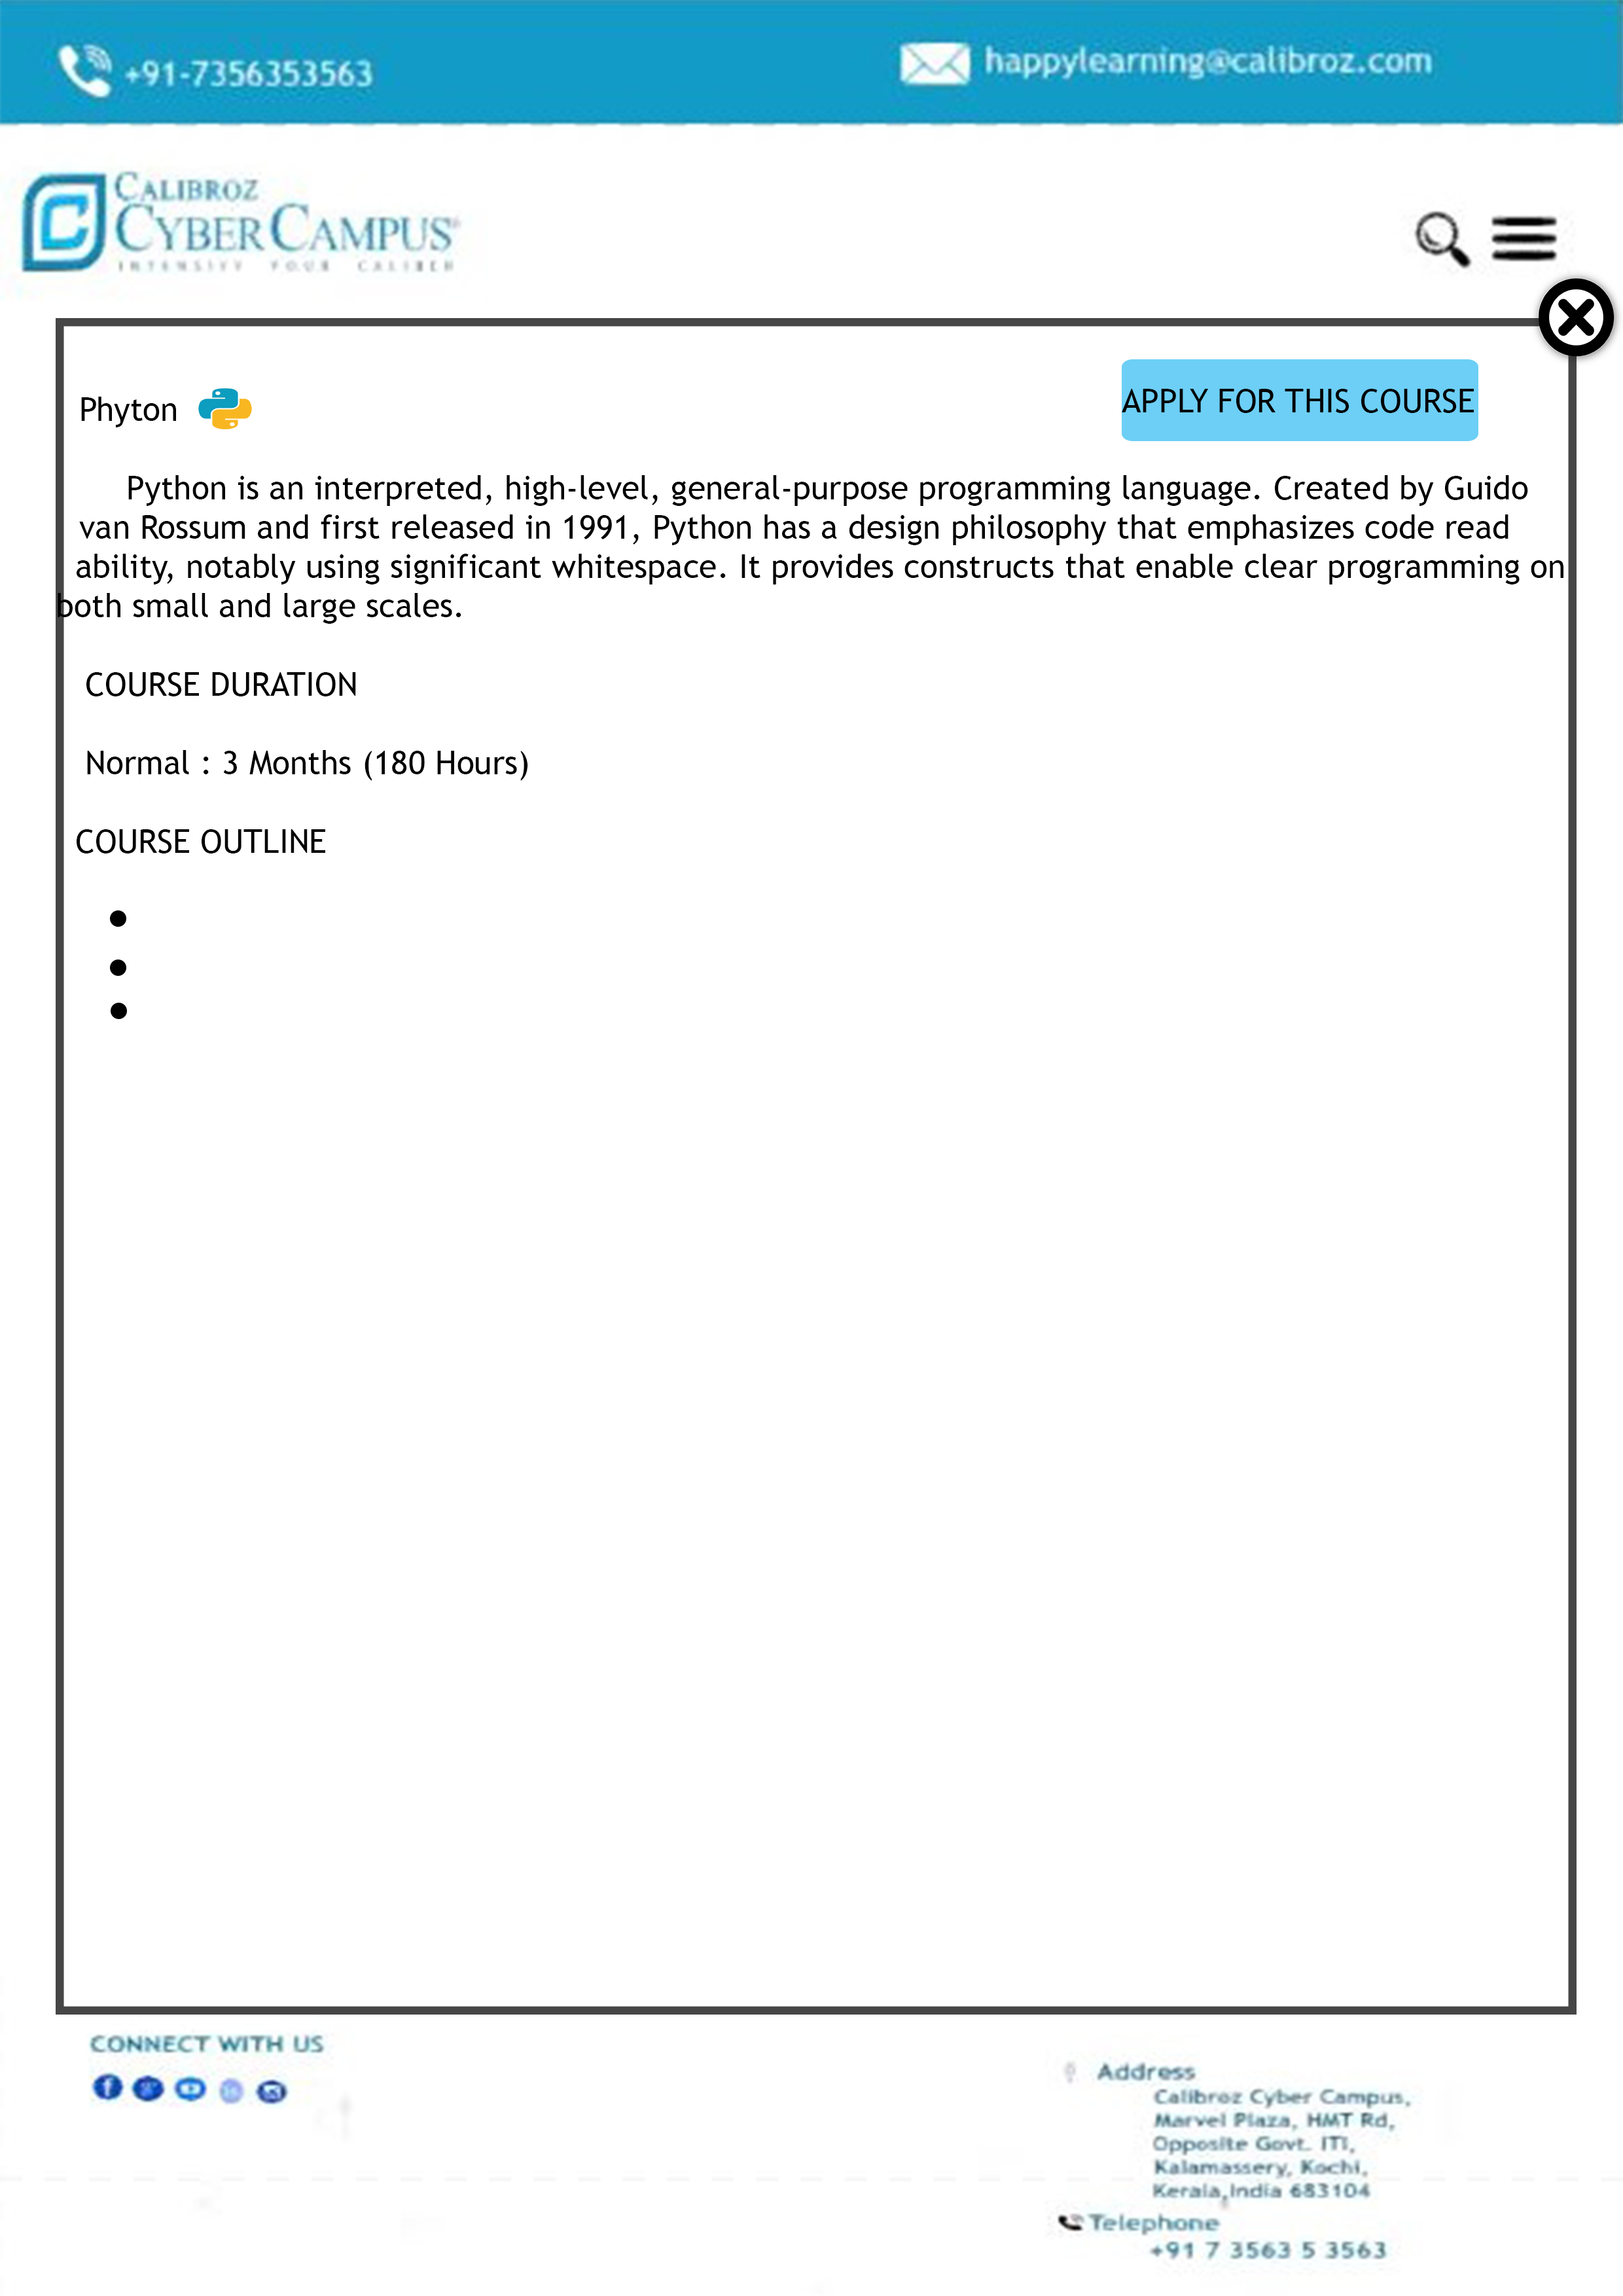 +91-7356353563
happylearning@calibroz.com
CALIBROZ
CYBER CAMPUS
INTENSIFY YOUR CALIBER
APPLY FOR THIS COURSE
Phyton
Python is an interpreted, high-level, general-purpose programming language. Created by Guido
van Rossum and first released in 1991, Python has a design philosophy that emphasizes code read
ability, notably using significant whitespace. It provides constructs that enable clear programming on
both small and large scales.
COURSE DURATION
Normal : 3 Months (180 Hours)
COURSE OUTLINE
CONNECT WITH US
Address
Calibroz Cyber Campus,
Marvel Plaza, HMT Rd,
Opposite Govt. ITI,
Kalamassery, Kochi,
Kerala,India 683104
Telephone
+91 7 3563 5 3563